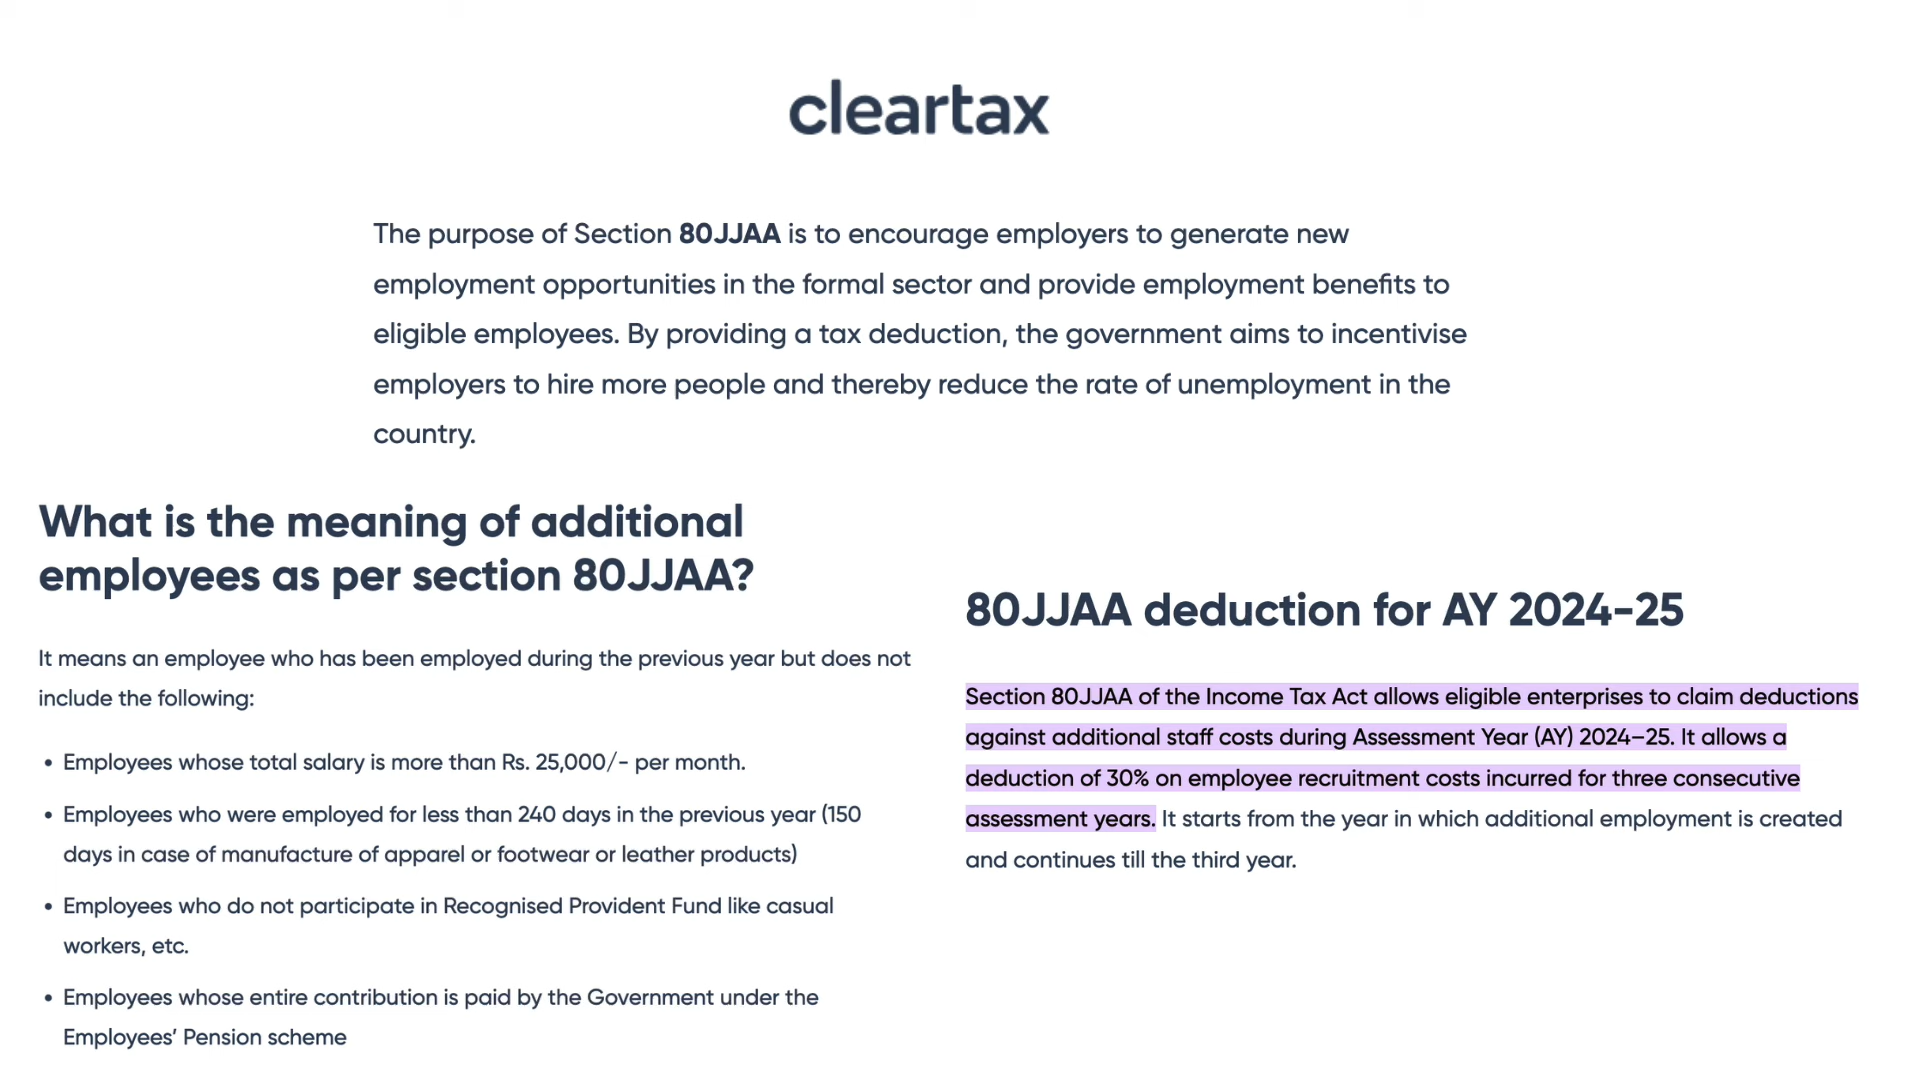 cleartax
The purpose of Section 80JJAA is to encourage employers to generate new
employment opportunities in the formal sector and provide employment benefits to
eligible employees. By providing a tax deduction, the government aims to incentivise
employers to hire more people and thereby reduce the rate of unemployment in the
country.
What is the meaning of additional
employees as per section 80JJAA?
It means an employee who has been employed during the previous year but does not
include the following:
• Employees whose total salary is more than Rs. 25,000/- per month.
• Employees who were employed for less than 240 days in the previous year (150
days in case of manufacture of apparel or footwear or leather products)
• Employees who do not participate in Recognised Provident Fund like casual
workers, etc.
• Employees whose entire contribution is paid by the Government under the
Employees’ Pension scheme
80JJAA deduction for AY 2024-25
Section 80JJAA of the Income Tax Act allows eligible enterprises to claim deductions
against additional staff costs during Assessment Year (AY) 2024–25. It allows a
deduction of 30% on employee recruitment costs incurred for three consecutive
assessment years. It starts from the year in which additional employment is created
and continues till the third year.